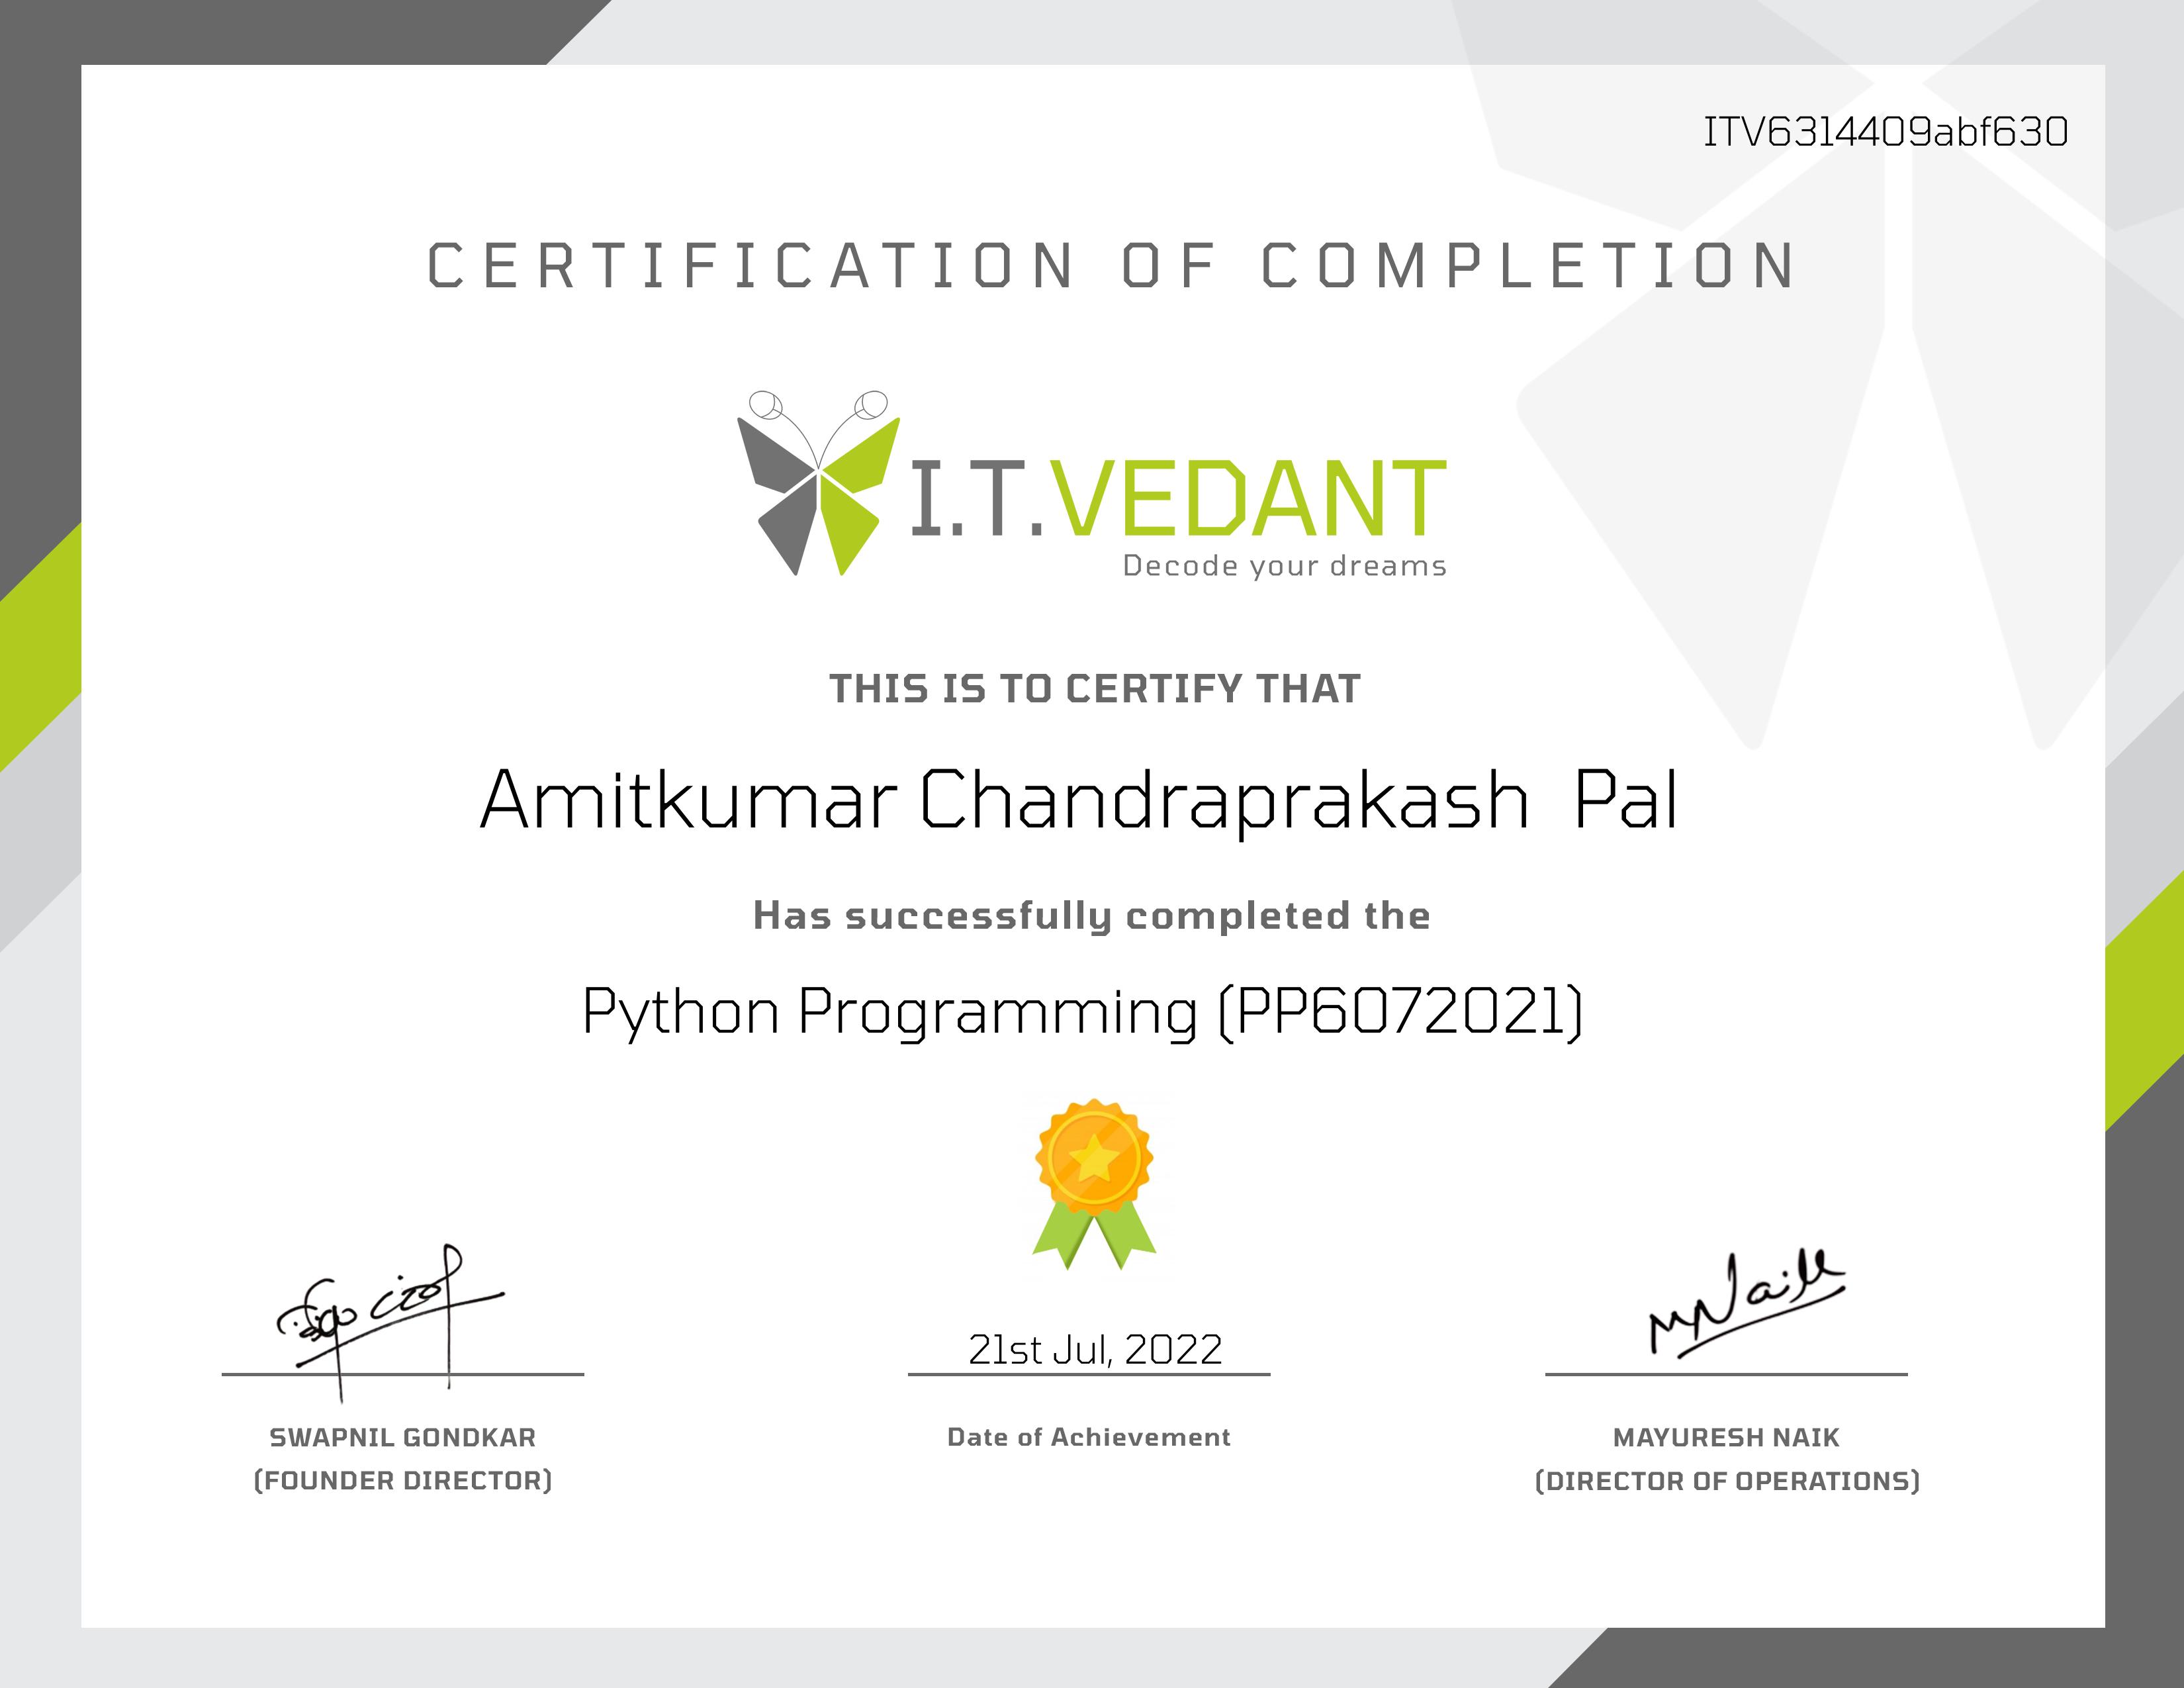 ITV6314409abf630
CERTIFICATION OF COMPLETION
I.T.VEDANT
Decode your dreams
THIS IS TO CERTIFY THAT
Amitkumar Chandraprakash Pal
Has successfully completed the
Python Programming (PP6072021)
21st Jul, 2022
SWAPNIL GONDKAR
(FOUNDER DIRECTOR)
Date of Achievement
MAYURESH NAIK
(DIRECTOR OF OPERATIONS)